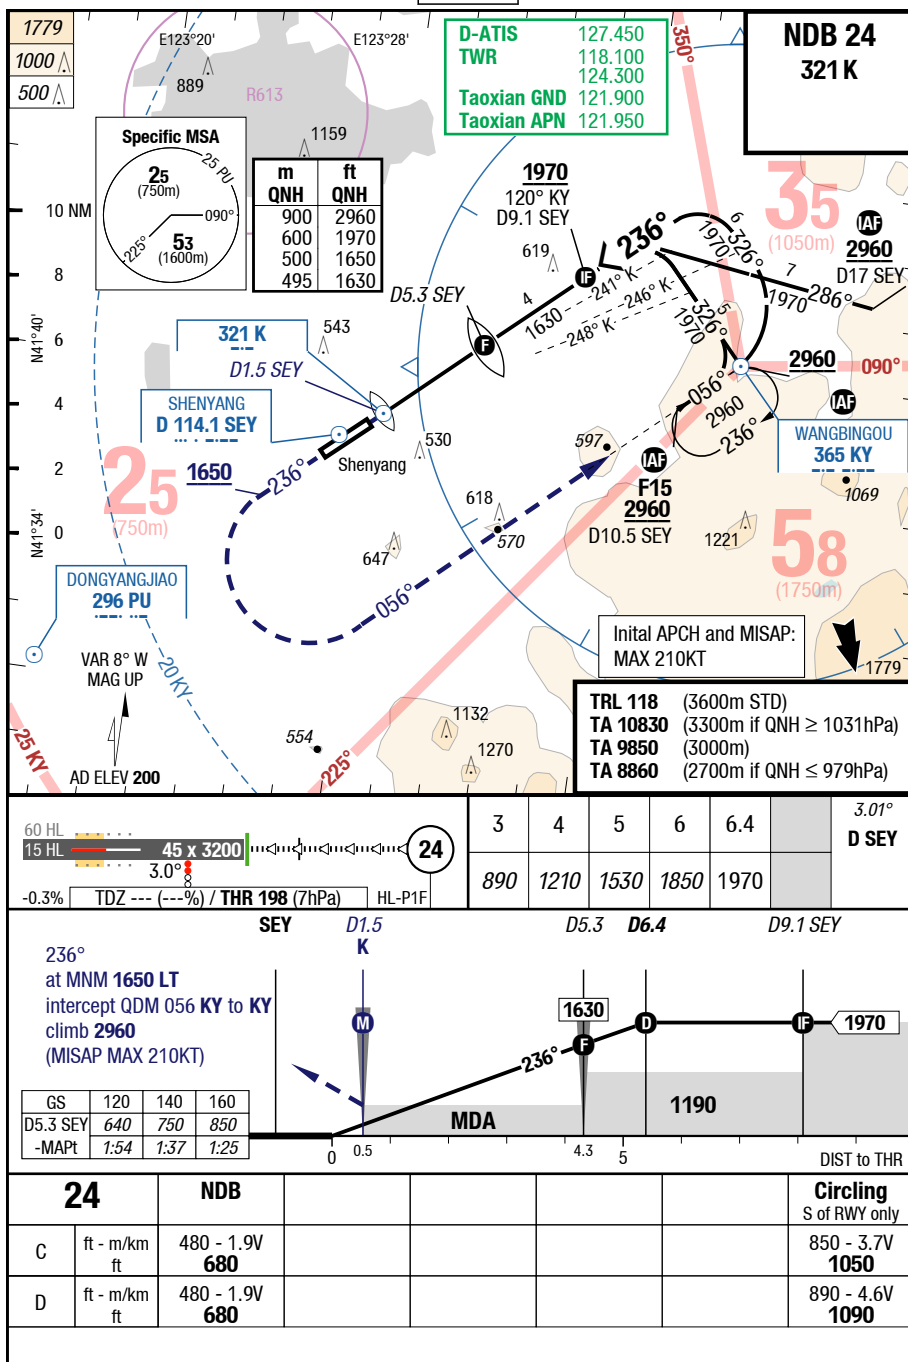 1779
1000
500
E123°20'
E123°28'
889
R613
D-ATIS 127.450
TWR 118.100
124.300
Taoxian GND 121.900
Taoxian APN 121.950
350°
NDB 24
321 K
Specific MSA
25 PU
25
(750m)
090°
225°
53
(1600m)
1159
m ft
QNH QNH
900 2960
600 1970
500 1650
495 1630
10 NM
8
6
4
2
0
N41°40'
N41°34'
1970
120° KY
D9.1 SEY
619
IF
236°
6
1970
326°
35
(1050m)
IAF
2960
D17 SEY
7
1970
286°
D5.3 SEY
4
1630
241° K
246° K
248° K
5
326°
1970
F
543
321 K
D1.5 SEY
SHENYANG
D 114.1 SEY
Shenyang
530
2960
090°
056°
2960
236°
IAF
WANGBINGOU
365 KY
1650
236°
25
(750m)
597
IAF
F15
2960
D10.5 SEY
1069
618
570
647
1221
58
(1750m)
056°
DONGYANGJIAO
296 PU
20 KY
VAR 8° W
MAG UP
25 KY
AD ELEV 200
554
225°
1132
1270
Inital APCH and MISAP:
MAX 210KT
1779
TRL 118 (3600m STD)
TA 10830 (3300m if QNH ≥ 1031hPa)
TA 9850 (3000m)
TA 8860 (2700m if QNH ≤ 979hPa)
60 HL
15 HL
45 x 3200
24
3.0°
-0.3% TDZ --- (---%) / THR 198 (7hPa) HL-P1F
3 4 5 6 6.4
890 1210 1530 1850 1970
3.01°
D SEY
SEY D1.5 D5.3 D6.4 D9.1 SEY
K
236°
at MNM 1650 LT
intercept QDM 056 KY to KY
climb 2960
(MISAP MAX 210KT)
M
1630
D
IF
1970
F
236°
MDA
1190
GS 120 140 160
D5.3 SEY 640 750 850
-MAPt 1:54 1:37 1:25
0 0.5 4.3 5 DIST to THR
24 NDB Circling
S of RWY only
C ft - m/km 480 - 1.9V 850 - 3.7V
ft 680 1050
D ft - m/km 480 - 1.9V 890 - 4.6V
ft 680 1090